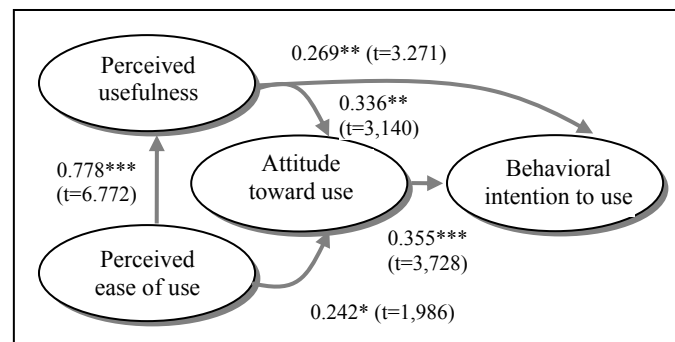 0.269** (t=3.271)
Perceived
usefulness
0.336**
(t=3,140)
Attitude
toward use
Behavioral
intention to use
0.778***
(t=6.772)
0.355***
(t=3,728)
Perceived
ease of use
0.242* (t=1,986)